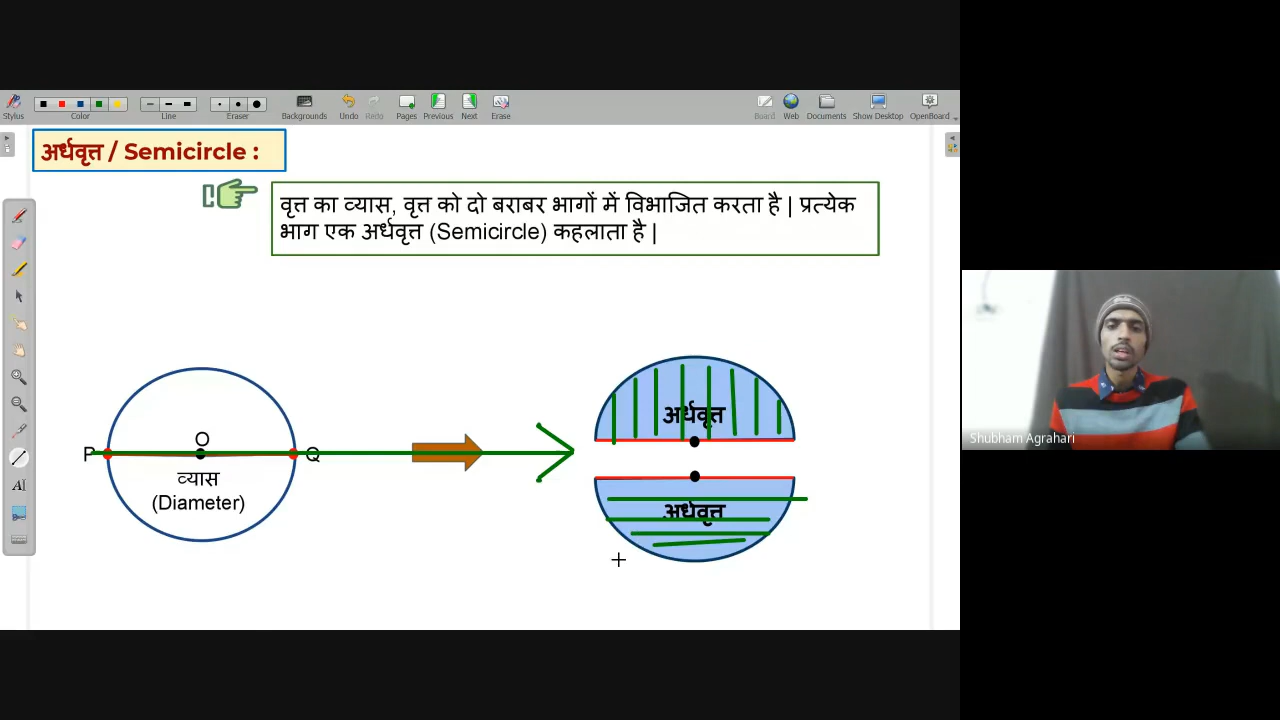 Stylus
Color
Line
Eraser
Backgrounds
Undo
Redo
Pages
Previous
Next
Erase
Board
Web
Documents
Show Desktop
OpenBoard
अर्धवृत्त / Semicircle :
वृत्त का व्यास, वृत्त को दो बराबर भागों में विभाजित करता है | प्रत्येक
भाग एक अर्धवृत्त (Semicircle) कहलाता है |
O
P
Q
व्यास
(Diameter)
अर्धवृत्त
अर्धवृत्त
Shubham Agrahari